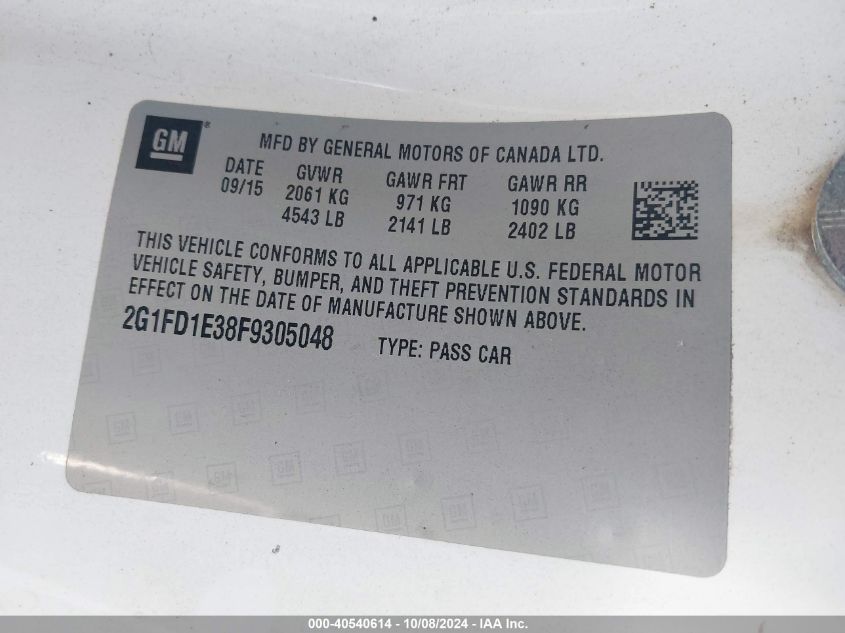 GM®
MFD BY GENERAL MOTORS OF CANADA LTD.
DATE GVWR GAWR FRT GAWR RR
09/15 2061 KG 971 KG 1090 KG
4543 LB 2141 LB 2402 LB
THIS VEHICLE CONFORMS TO ALL APPLICABLE U.S. FEDERAL MOTOR
VEHICLE SAFETY, BUMPER, AND THEFT PREVENTION STANDARDS IN
EFFECT ON THE DATE OF MANUFACTURE SHOWN ABOVE.
2G1FD1E38F9305048 TYPE: PASS CAR
000-40540614 - 10/08/2024 - IAA Inc.